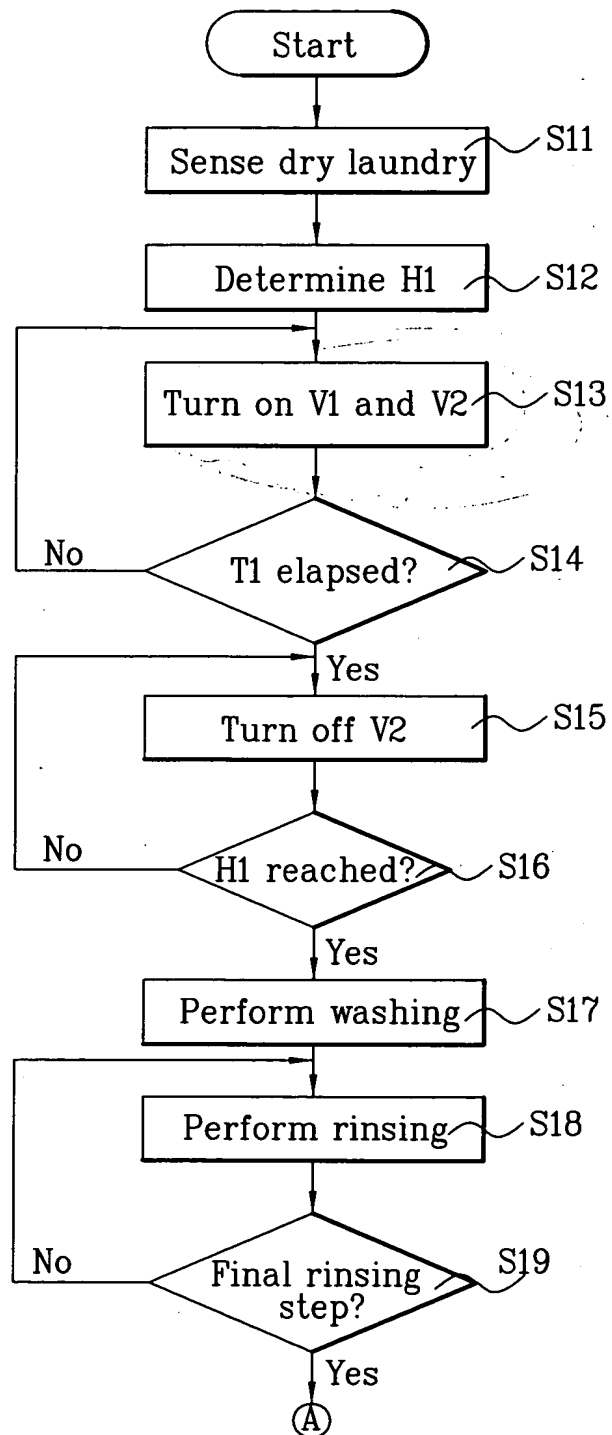 Start
Sense dry laundry
S11
Determine H1
S12
Turn on V1 and V2
S13
T1 elapsed?
S14
No
Yes
Turn off V2
S15
H1 reached?
S16
No
Yes
Perform washing
S17
Perform rinsing
S18
Final rinsing
step?
S19
No
Yes
A